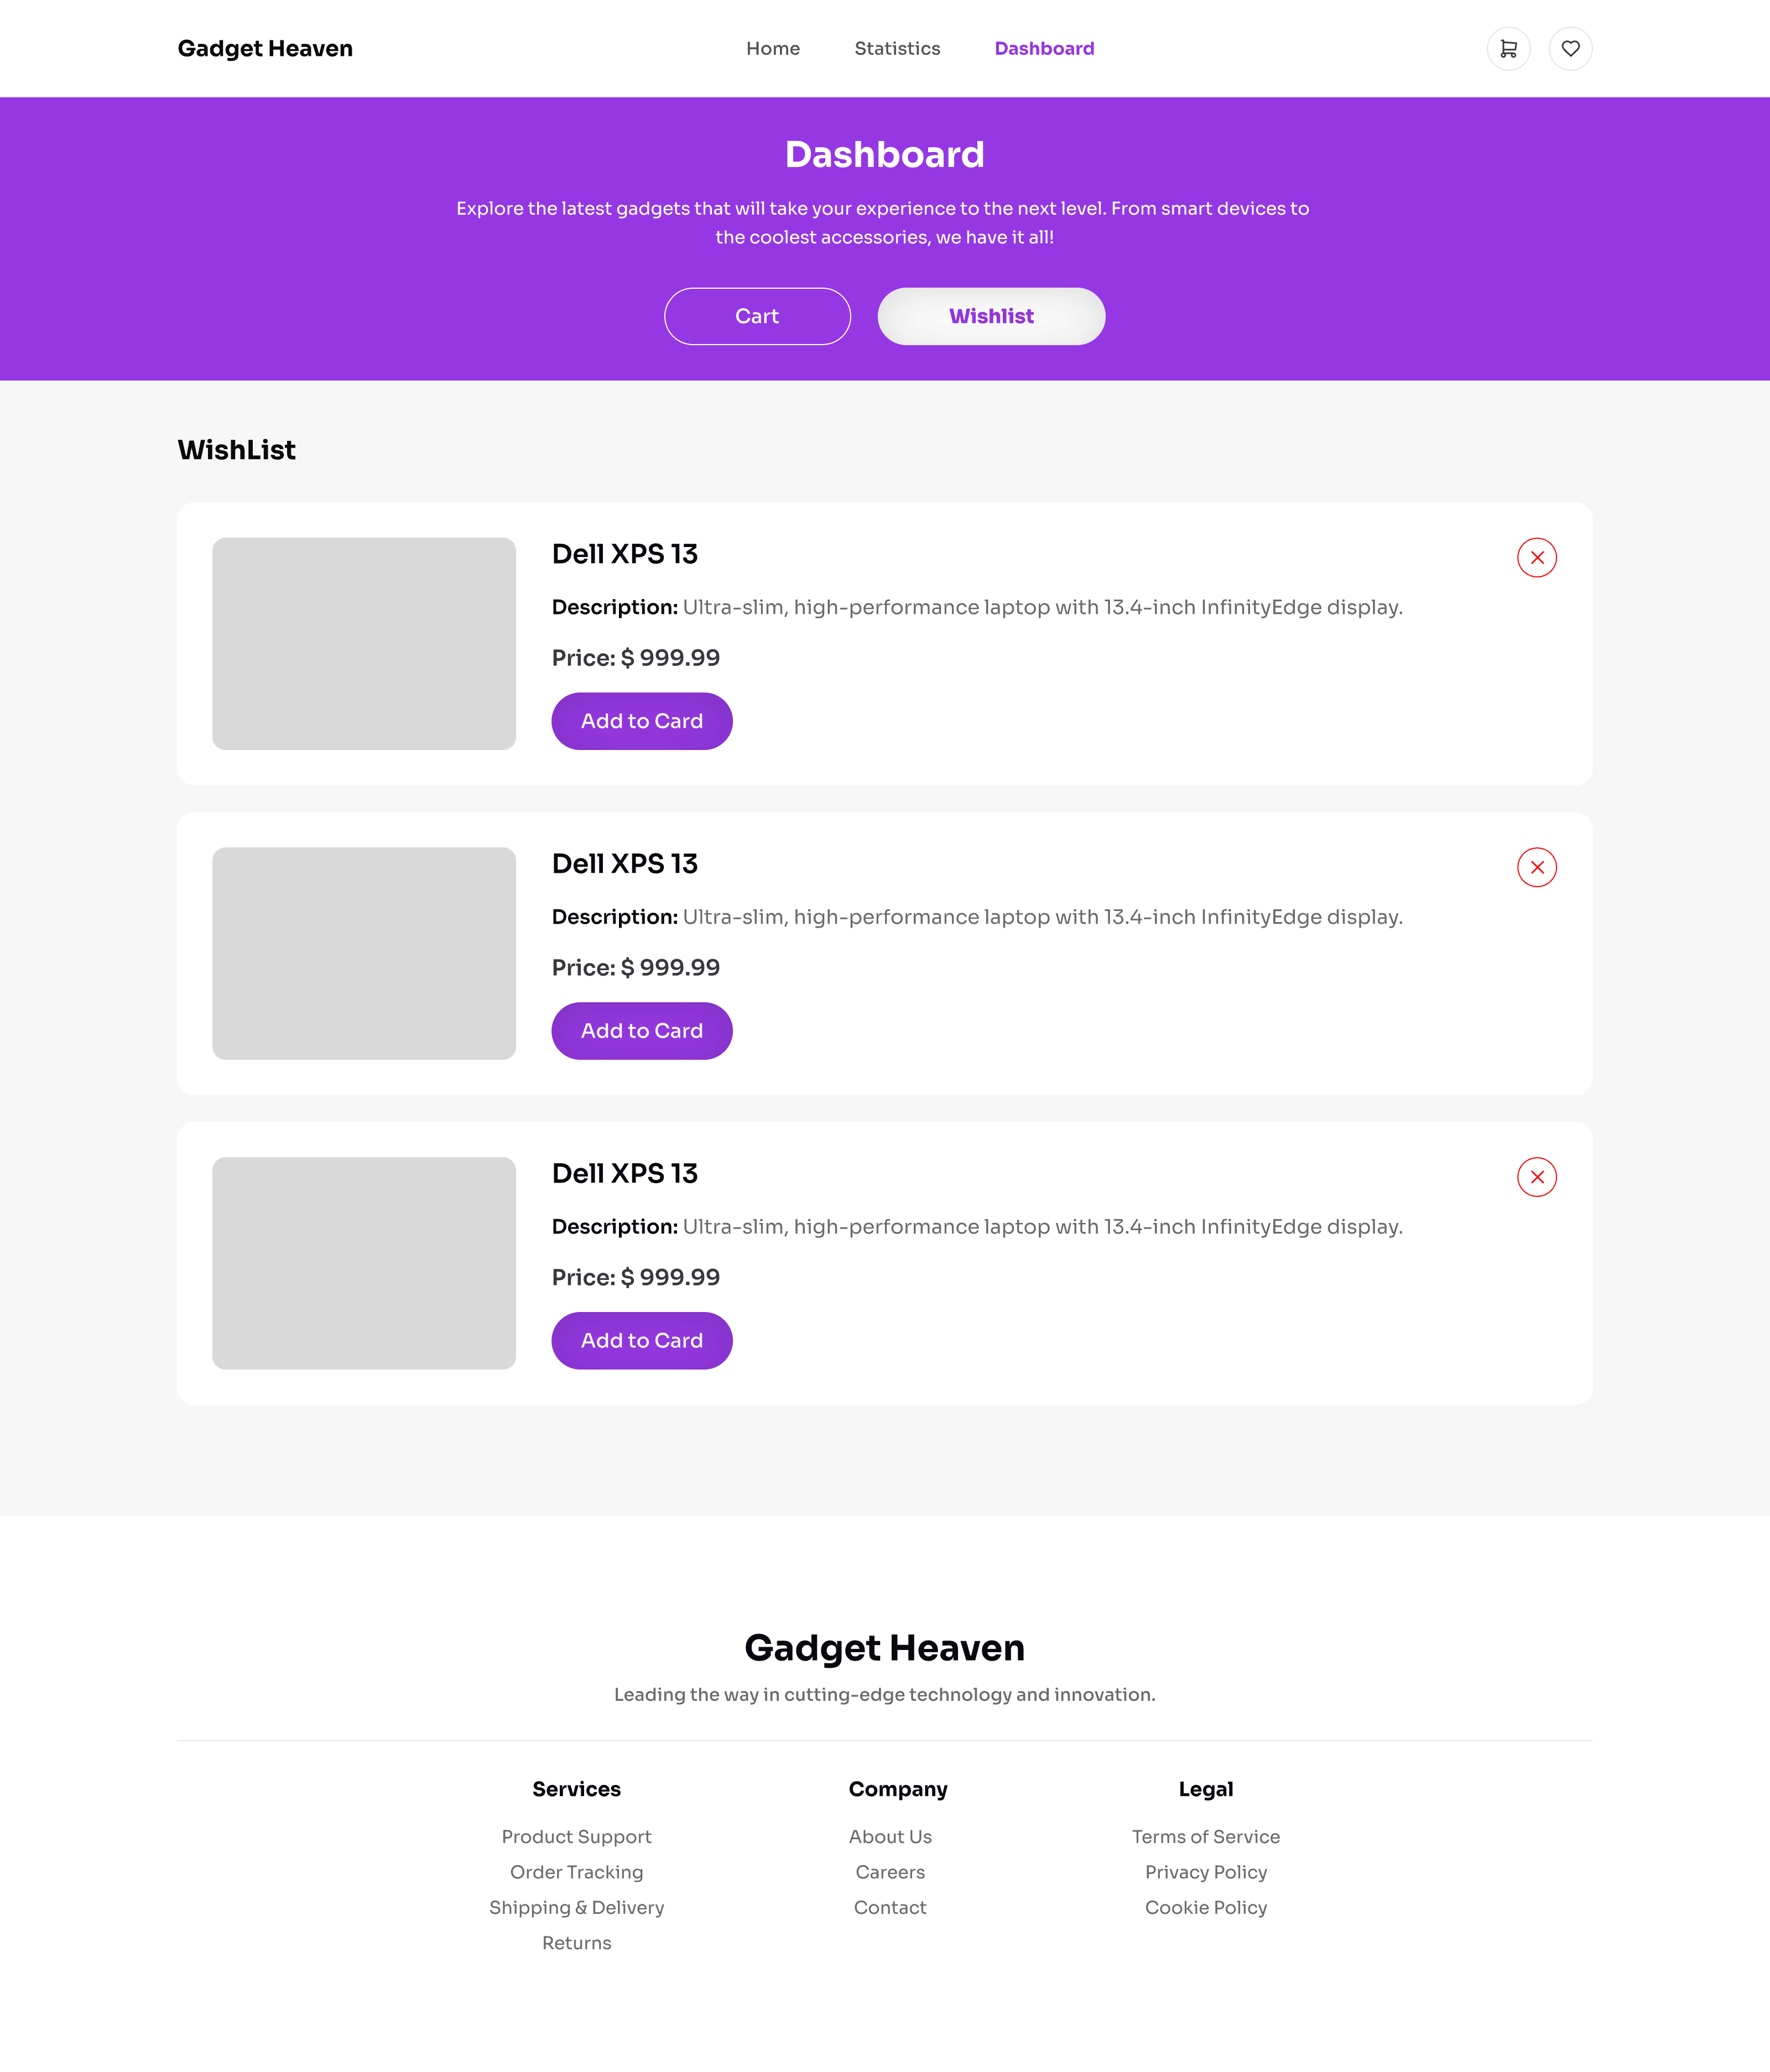 Gadget Heaven
Home
Statistics
Dashboard
Dashboard
Explore the latest gadgets that will take your experience to the next level. From smart devices to
the coolest accessories, we have it all!
Cart
Wishlist
WishList
Dell XPS 13
Description: Ultra-slim, high-performance laptop with 13.4-inch InfinityEdge display.
Price: $ 999.99
Add to Card
Dell XPS 13
Description: Ultra-slim, high-performance laptop with 13.4-inch InfinityEdge display.
Price: $ 999.99
Add to Card
Dell XPS 13
Description: Ultra-slim, high-performance laptop with 13.4-inch InfinityEdge display.
Price: $ 999.99
Add to Card
Gadget Heaven
Leading the way in cutting-edge technology and innovation.
Services
Product Support
Order Tracking
Shipping & Delivery
Returns
Company
About Us
Careers
Contact
Legal
Terms of Service
Privacy Policy
Cookie Policy